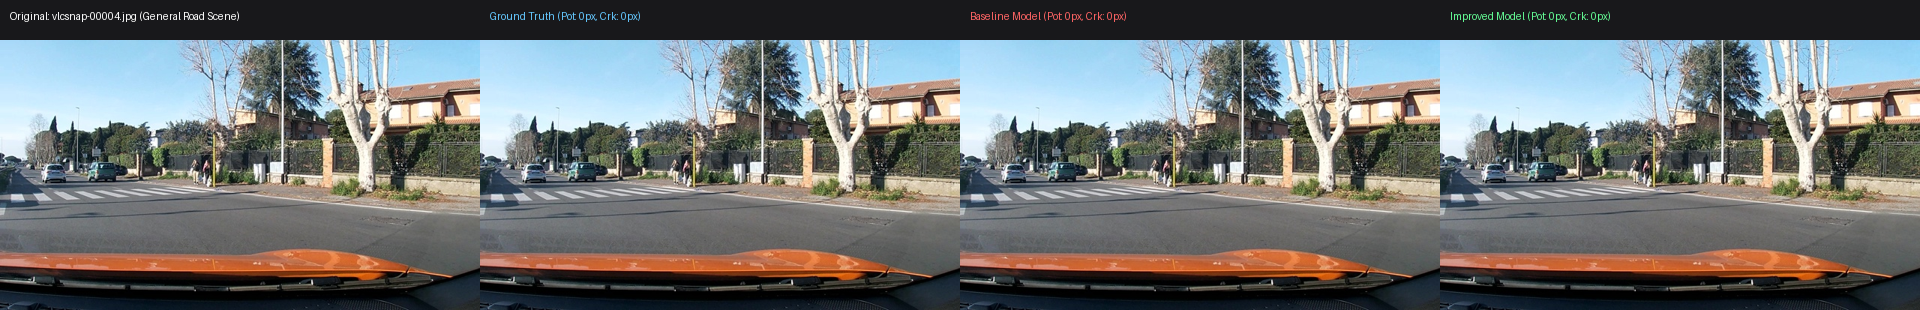 Original: vlcsnap-00004.jpg (General Road Scene)
Ground Truth (Pot 0px, Crk: 0px)
Baseline Model (Pot 0px, Crk: 0px)
Improved Model (Pot 0px, Crk: 0px)